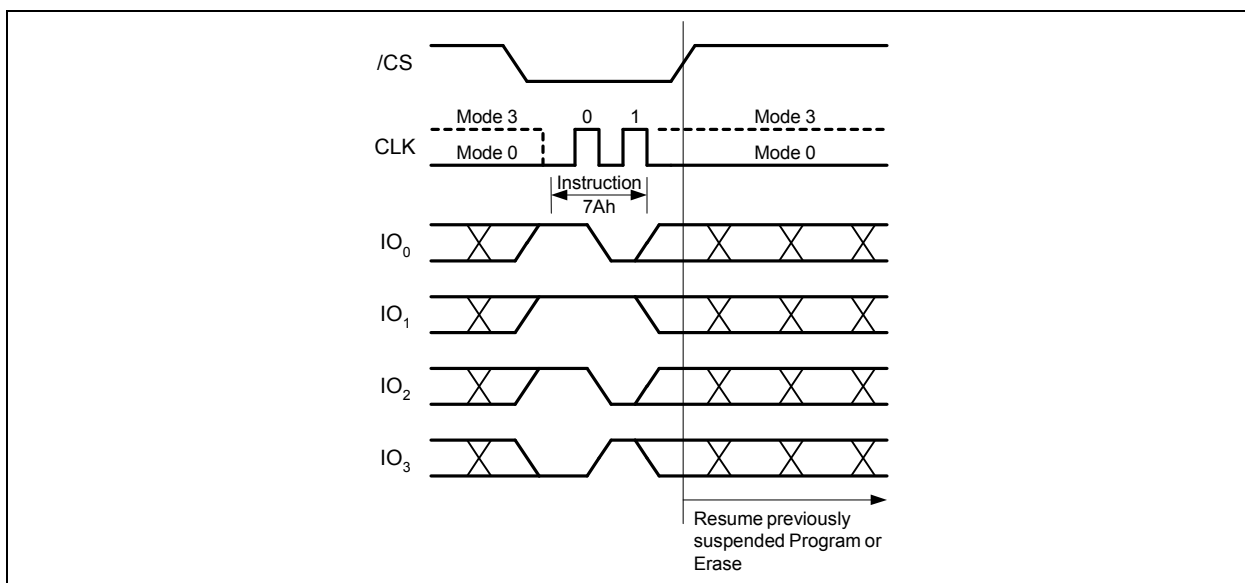 /CS
Mode 3 0 1 Mode 3
CLK
Mode 0 Mode 0
Instruction
7Ah
IO0
IO1
IO2
IO3
Resume previously
suspended Program or
Erase